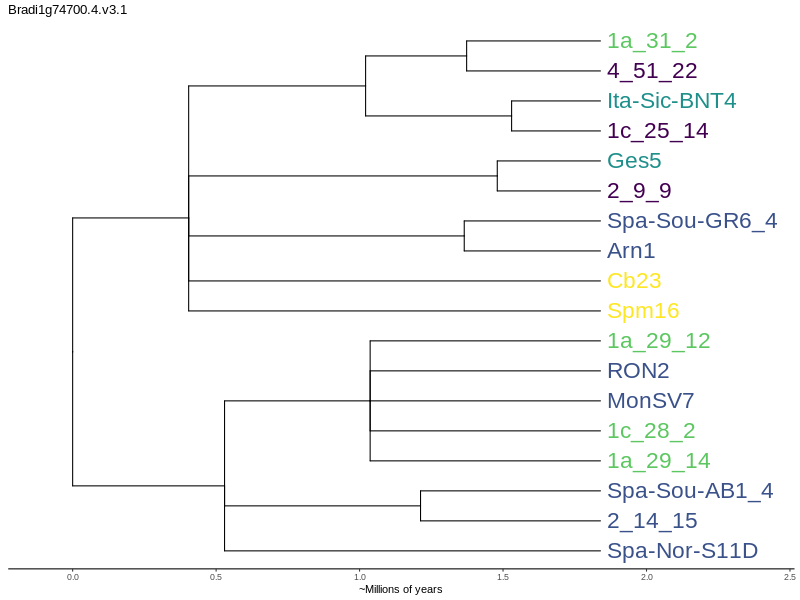 Bradi1g74700.4.v3.1
1a_31_2
4_51_22
Ita-Sic-BNT4
1c_25_14
Ges5
2_9_9
Spa-Sou-GR6_4
Arn1
Cb23
Spm16
1a_29_12
RON2
MonSV7
1c_28_2
1a_29_14
Spa-Sou-AB1_4
2_14_15
Spa-Nor-S11D
0.0 0.5 1.0 1.5 2.0 2.5
~Millions of years